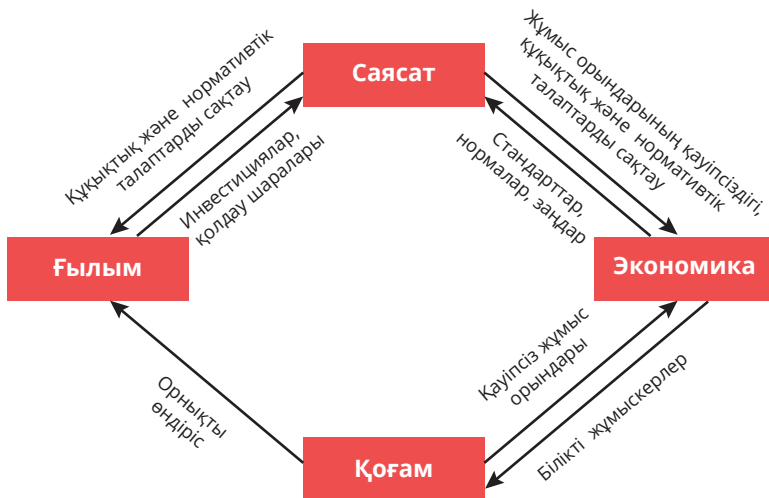 Саясат
Құқықтық және нормативтік
талаптарды сақтау
Инвестициялар,
қолдау шаралары
Жұмыс орындарының қауіпсіздігі,
құқықтық және нормативтік
талаптарды сақтау
Стандарттар,
нормалар, заңдар
Ғылым
Экономика
Орнықты
өндіріс
Қауіпсіз жұмыс
орындары
Білікті жұмыскерлер
Қоғам